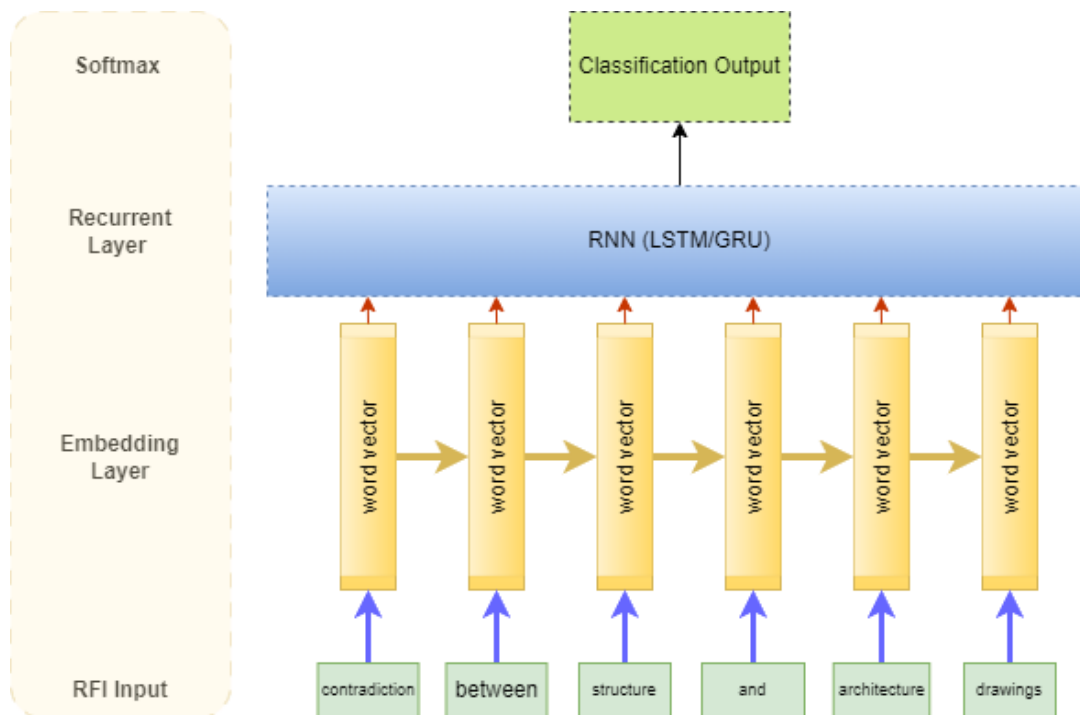 Softmax
Classification Output
Recurrent
Layer
RNN (LSTM/GRU)
Embedding
Layer
word vector
word vector
word vector
word vector
word vector
word vector
RFI Input
contradiction
between
structure
and
architecture
drawings